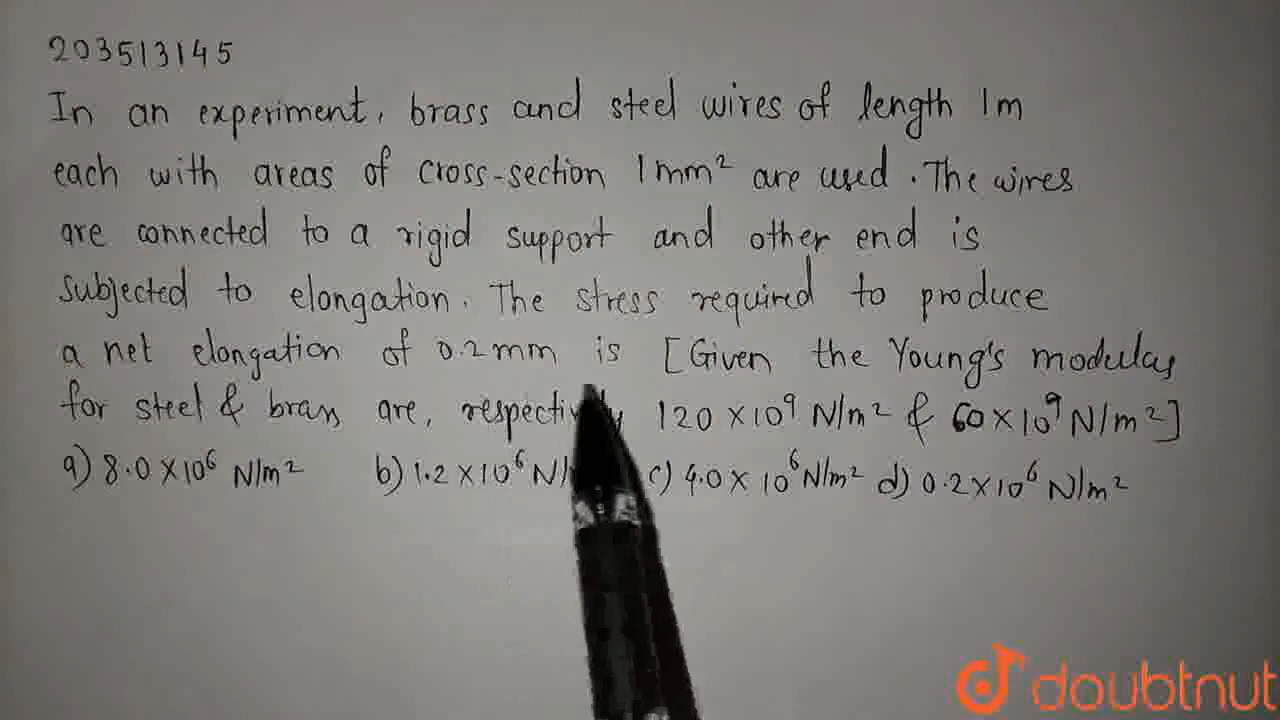 203513145
In an experiment, brass and steel wires of length 1m
each with areas of cross-section 1mm² are used. The wires
are connected to a rigid support and other end is
subjected to elongation. The stress required to produce
a net elongation of 0.2mm is [Given the Young's modulus
for steel & brass are, 120×10⁹ N/m² & 60×10⁹ N/m²]
a) 8.0×10⁶ N/m² b) 1.2×10⁶ c) 4.0×10⁶ N/m² d) 0.2×10⁶ N/m²
doubtnut